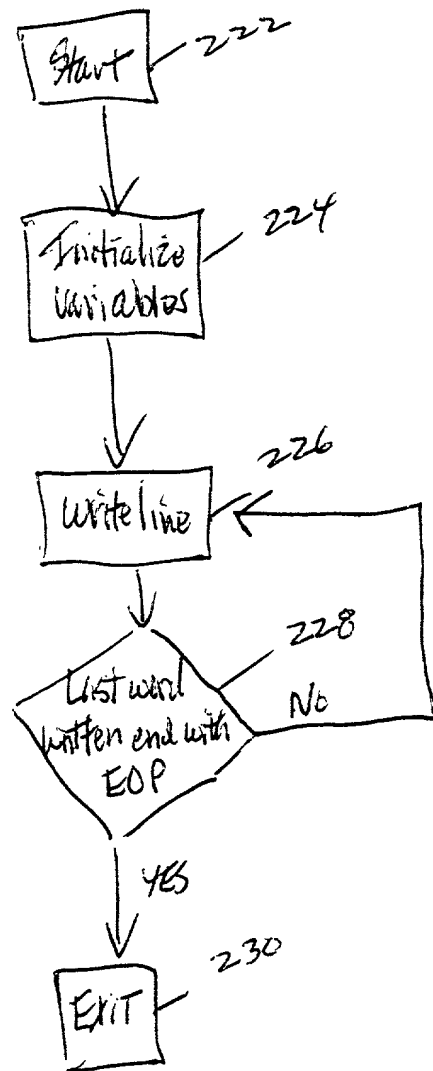 Start
222
Initialize
variables
224
Write line
226
Last word
written end with
EOP
228
No
YES
EXIT
230